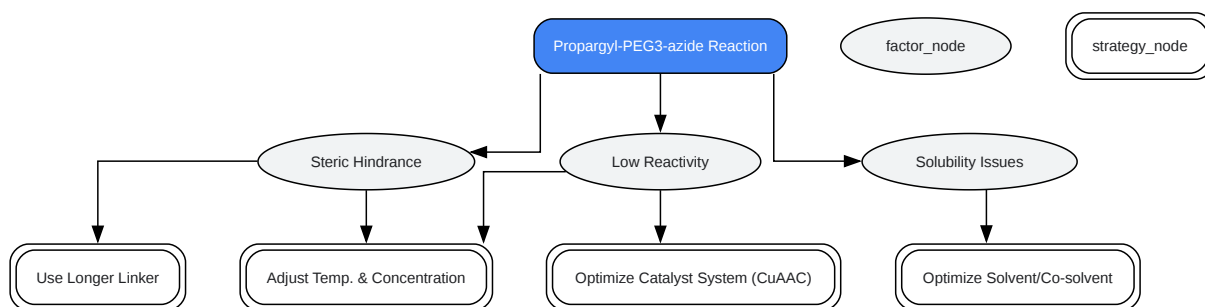 Propargyl-PEG3-azide Reaction
factor_node
strategy_node
Steric Hindrance
Low Reactivity
Solubility Issues
Use Longer Linker
Adjust Temp. & Concentration
Optimize Catalyst System (CuAAC)
Optimize Solvent/Co-solvent